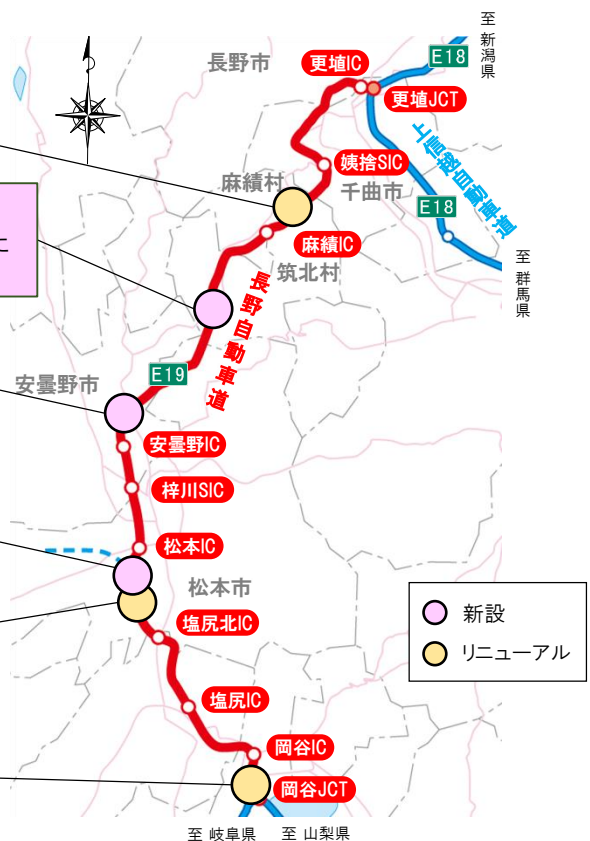 至 新潟県
長野市
更埴IC
E18
更埴JCT
上信越自動車道
姨捨SIC
麻績村
千曲市
E18
麻績IC
至 群馬県
筑北村
長野自動車道
E19
安曇野市
安曇野IC
梓川SIC
松本IC
松本市
塩尻北IC
新設
リニューアル
塩尻IC
岡谷IC
岡谷JCT
至 岐阜県
至 山梨県